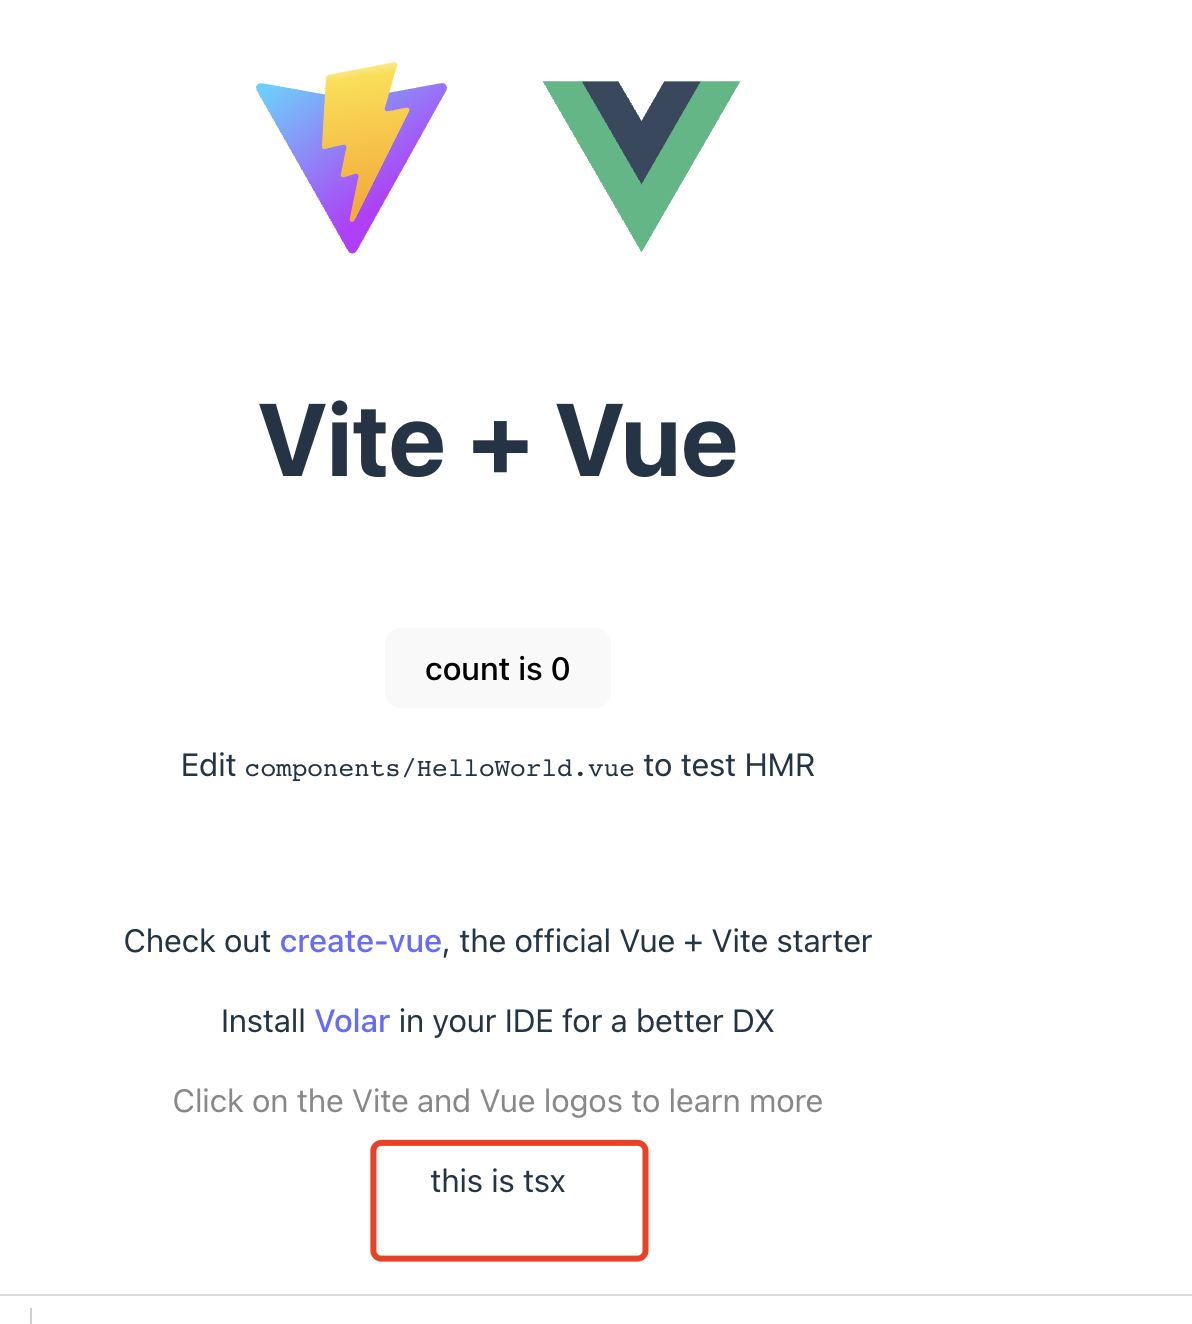 Vite + Vue
count is 0
Edit components/HelloWorld.vue to test HMR
Check out create-vue, the official Vue + Vite starter
Install Volar in your IDE for a better DX
Click on the Vite and Vue logos to learn more
this is tsx